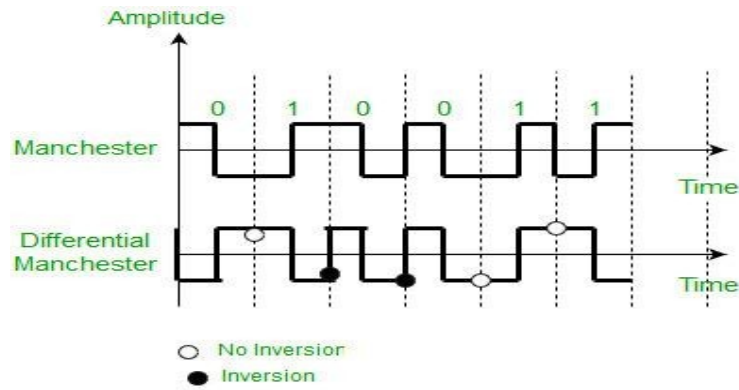 Amplitude
0 1 0 0 1 1
Manchester
Time
Differential
Manchester
Time
No Inversion
Inversion